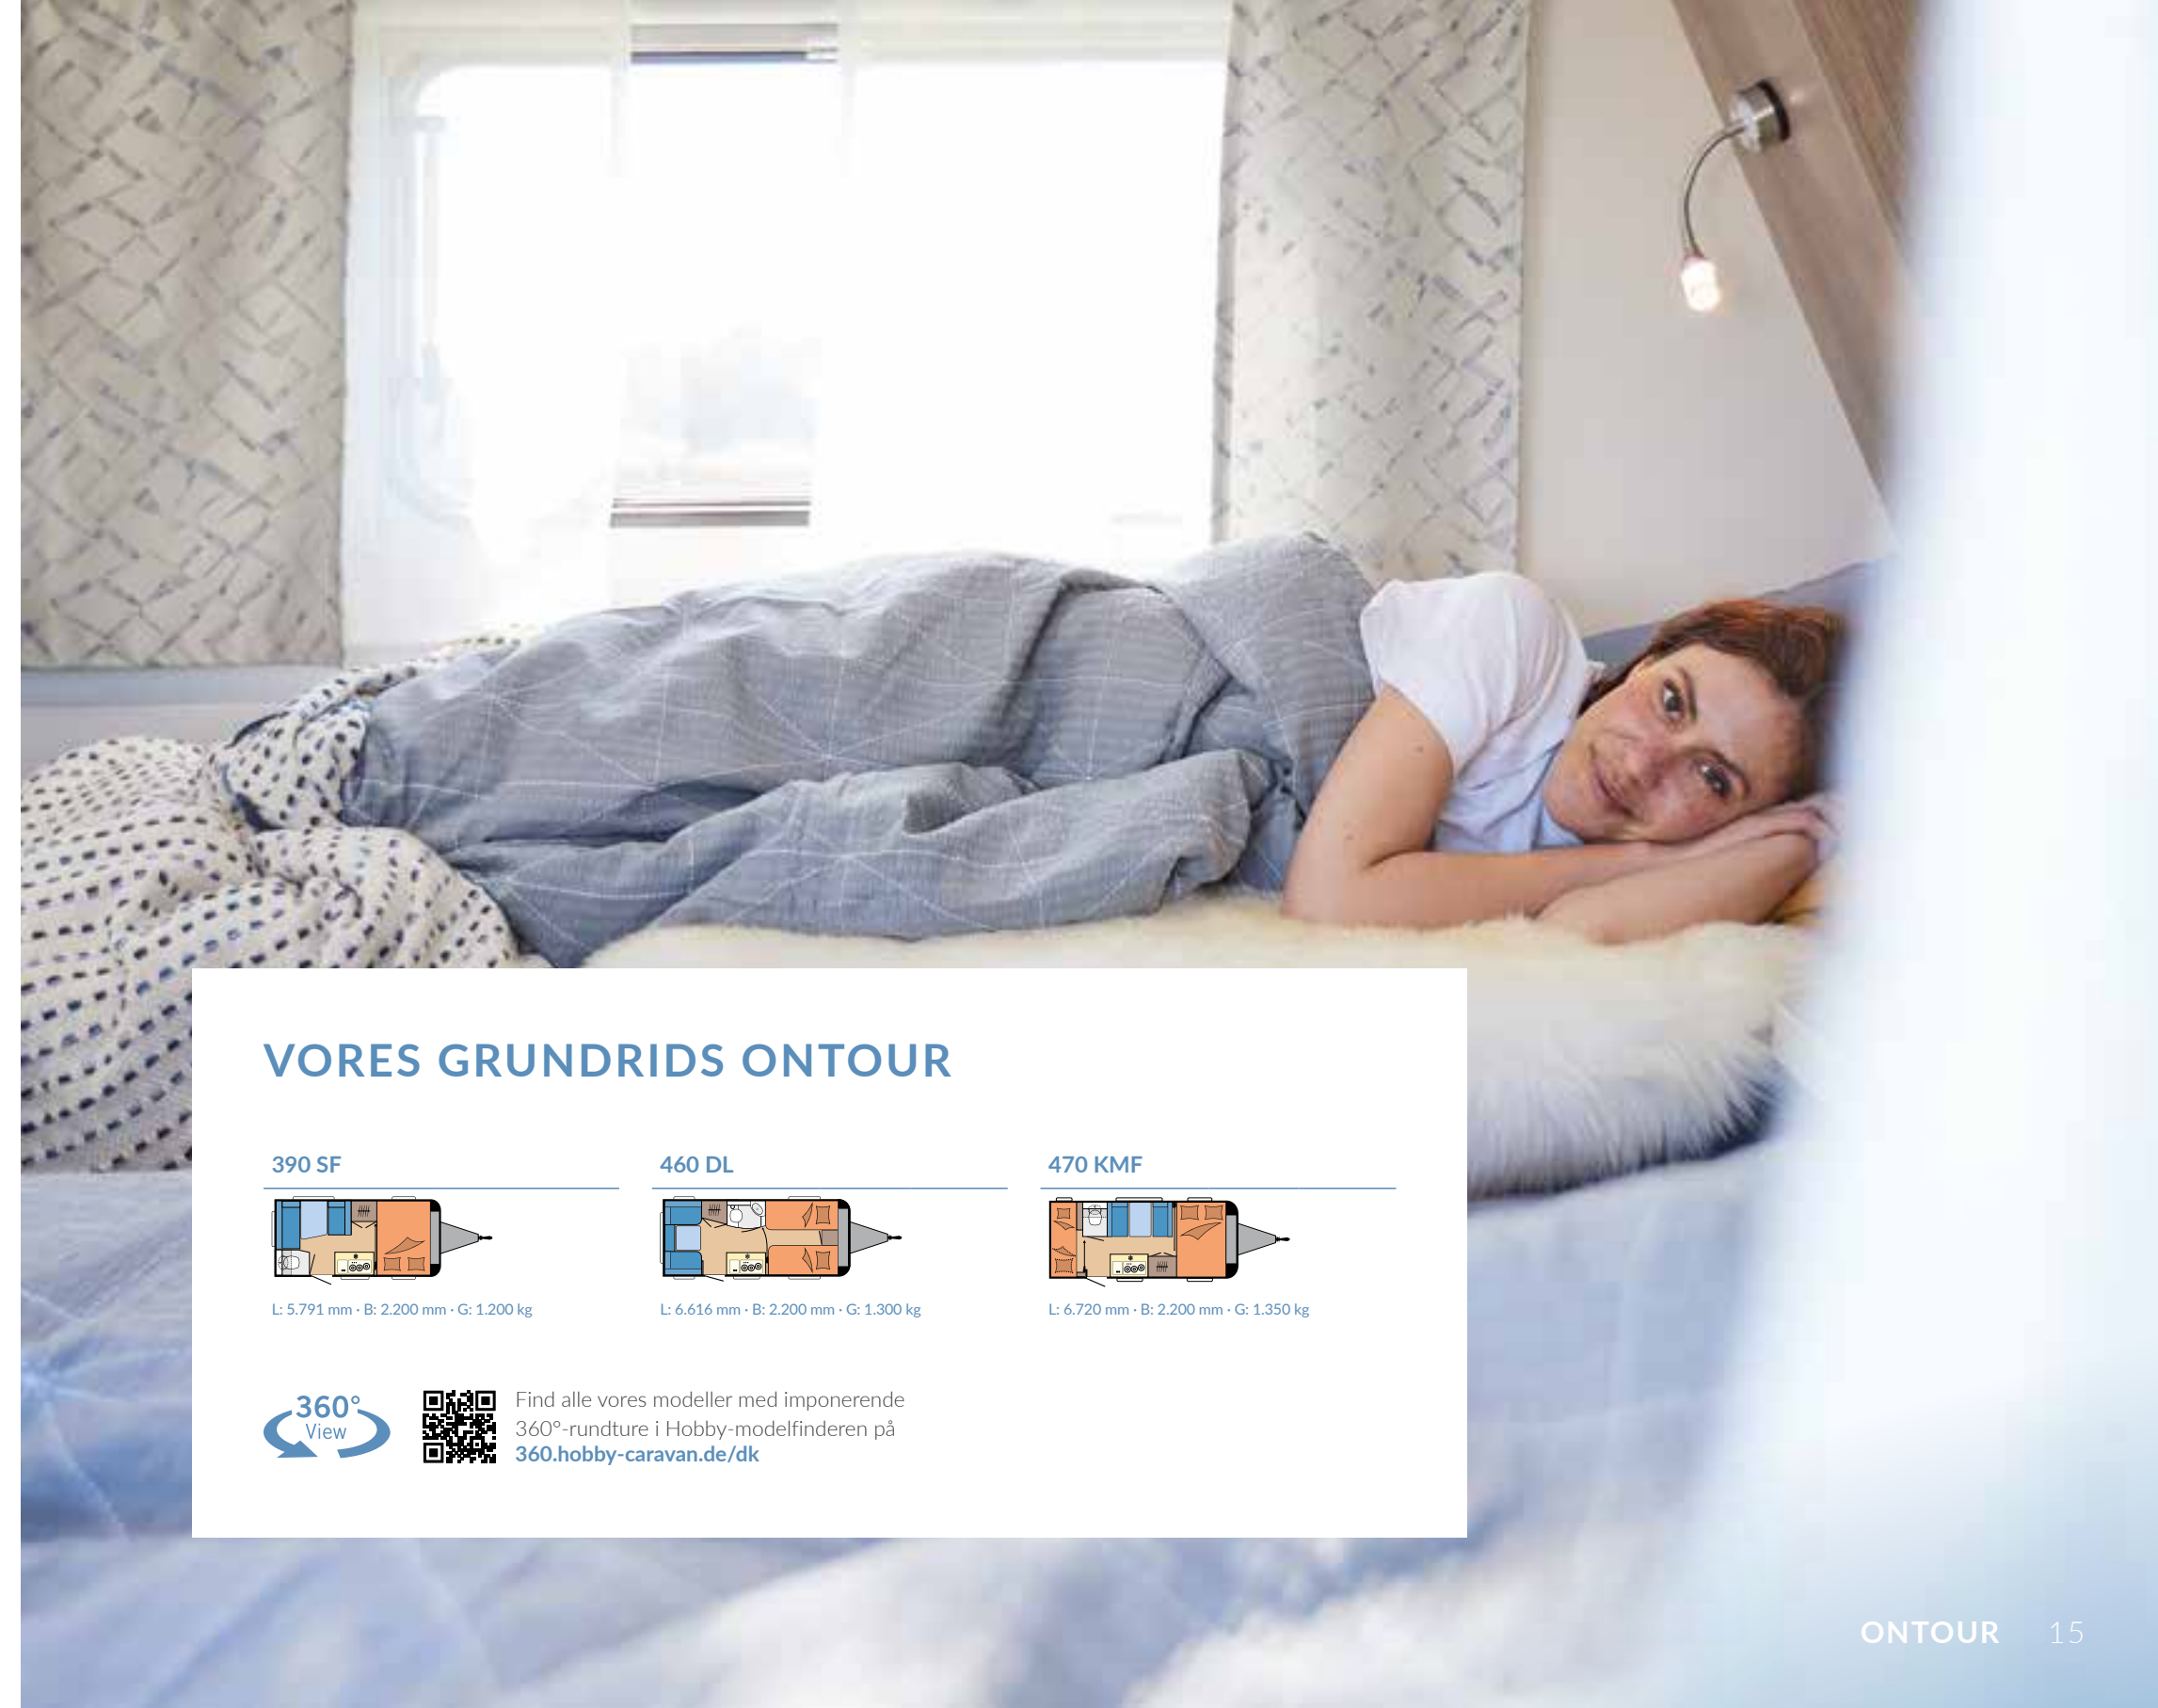 VORES GRUNDRIDS ONTOUR
390 SF
L: 5.791 mm · B: 2.200 mm · G: 1.200 kg
460 DL
L: 6.616 mm · B: 2.200 mm · G: 1.300 kg
470 KMF
L: 6.720 mm · B: 2.200 mm · G: 1.350 kg
360°
View
Find alle vores modeller med imponerende
360°-rundture i Hobby-modelfinderen på
360.hobby-caravan.de/dk
ONTOUR 15